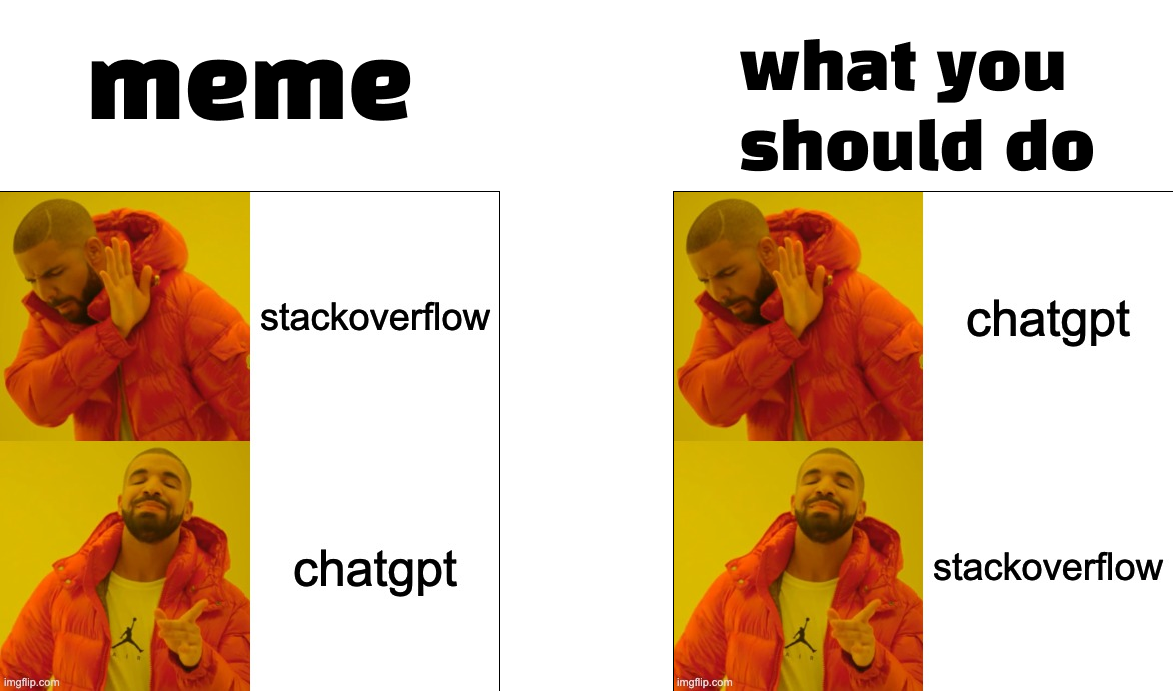 meme
what you
should do
stackoverflow
chatgpt
chatgpt
stackoverflow
imgflip.com
imgflip.com